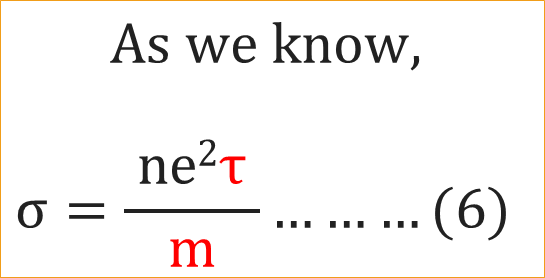 As we know,
σ = ne²τ / m … … … (6)